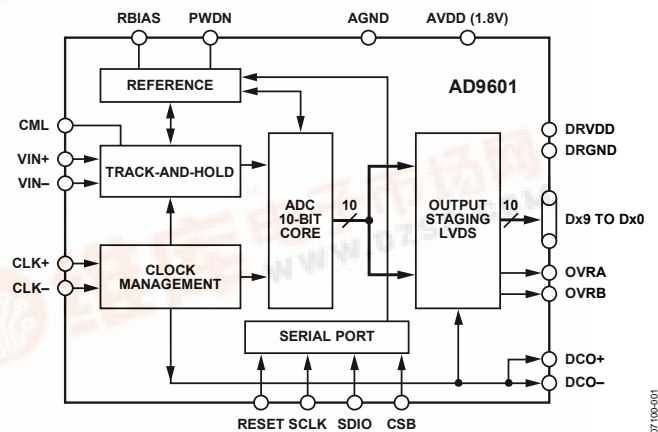 RBIAS PWDN AGND AVDD (1.8V)
REFERENCE
AD9601
CML
DRVDD
VIN+
TRACK-AND-HOLD
DRGND
VIN–
ADC
10-BIT
CORE
10
OUTPUT
STAGING
LVDS
10
Dx9 TO Dx0
CLK+
CLOCK
MANAGEMENT
OVRA
CLK–
OVRB
SERIAL PORT
DCO+
DCO–
RESET SCLK SDIO CSB
07100-001